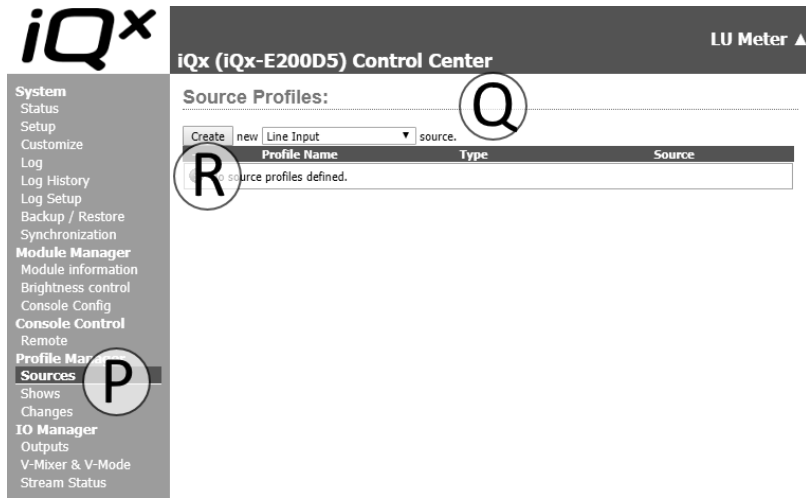 iQx
LU Meter ▲
iQx (iQx-E200D5) Control Center
System
Status
Setup
Customize
Log
Log History
Log Setup
Backup / Restore
Synchronization
Module Manager
Module information
Brightness control
Console Config
Console Control
Remote
Profile Manager
Sources
Shows
Changes
IO Manager
Outputs
V-Mixer & V-Mode
Stream Status
P
Source Profiles:
Q
Create new Line Input ▼ source.
Profile Name Type Source
R
source profiles defined.